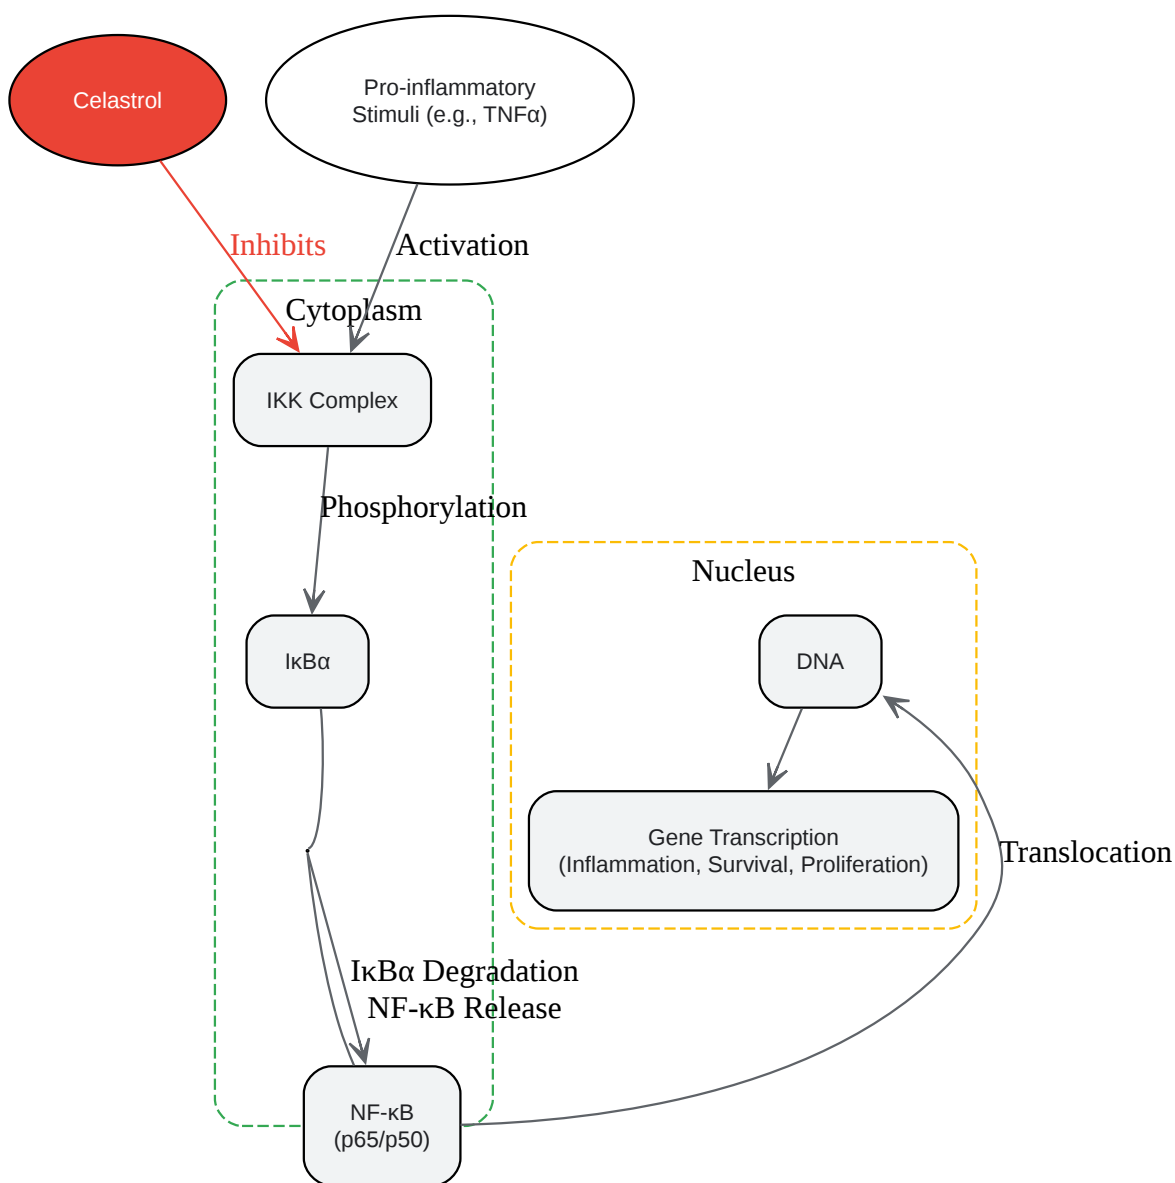 Celastrol
Pro-inflammatory
Stimuli (e.g., TNFα)
Inhibits
Activation
Cytoplasm
IKK Complex
Phosphorylation
Nucleus
IκBα
DNA
Gene Transcription
(Inflammation, Survival, Proliferation)
Translocation
IκBα Degradation
NF-κB Release
NF-κB
(p65/p50)